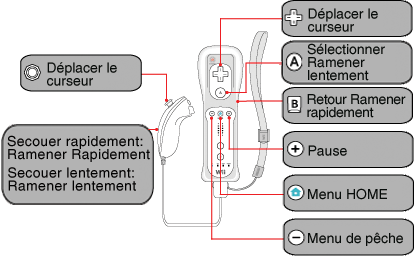 Déplacer le
curseur
Sélectionner
Ramener
lentement
A
B
Retour Ramener
rapidement
Pause
Menu HOME
Menu de pêche
Déplacer le
curseur
Secouer rapidement:
Ramener Rapidement
Secouer lentement:
Ramener lentement
A
Wii